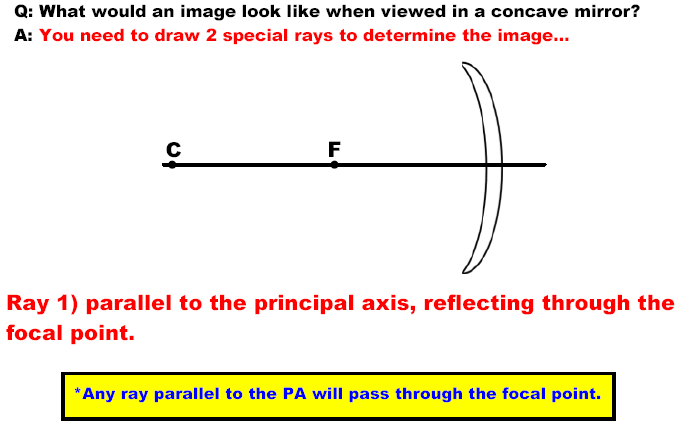 Q: What would an image look like when viewed in a concave mirror?
A: You need to draw 2 special rays to determine the image...
C
F
Ray 1) parallel to the principal axis, reflecting through the
focal point.
*Any ray parallel to the PA will pass through the focal point.